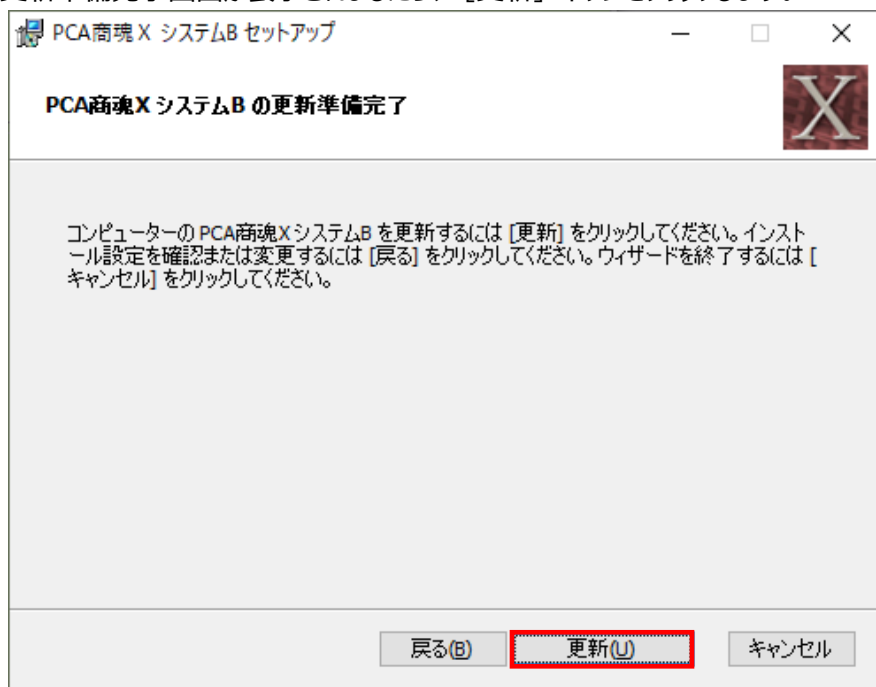 PCA商魂X システムB セットアップ
PCA商魂X システムB の更新準備完了
X
コンピューターの PCA商魂X システムB を更新するには [更新] をクリックしてください。インスト
ール設定を確認または変更するには [戻る] をクリックしてください。ウィザードを終了するには [
キャンセル] をクリックしてください。
戻る(B)
更新(U)
キャンセル